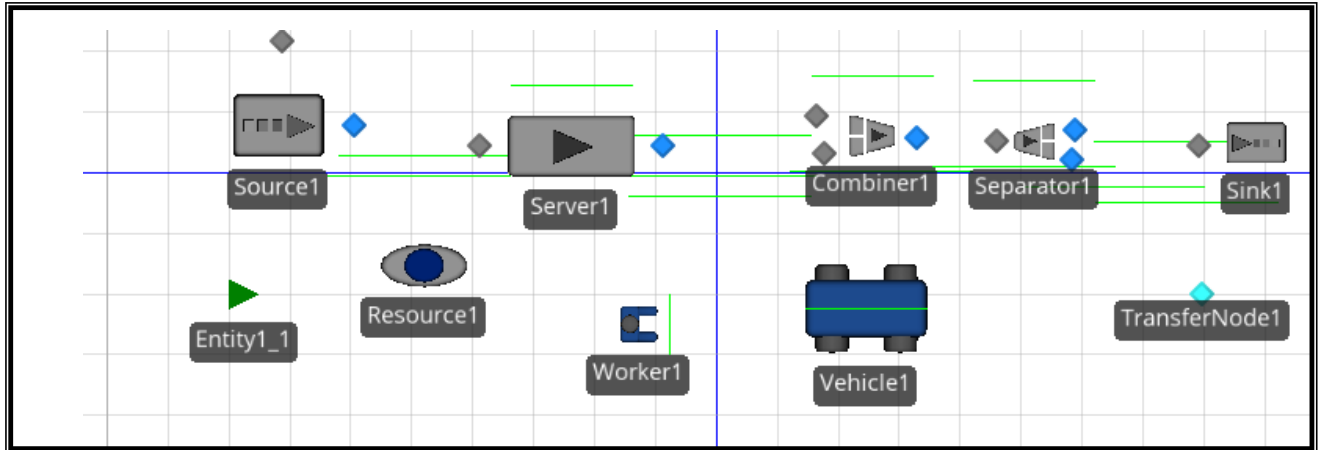 Source1
Server1
Combiner1
Separator1
Sink1
Entity1_1
Resource1
Worker1
Vehicle1
TransferNode1